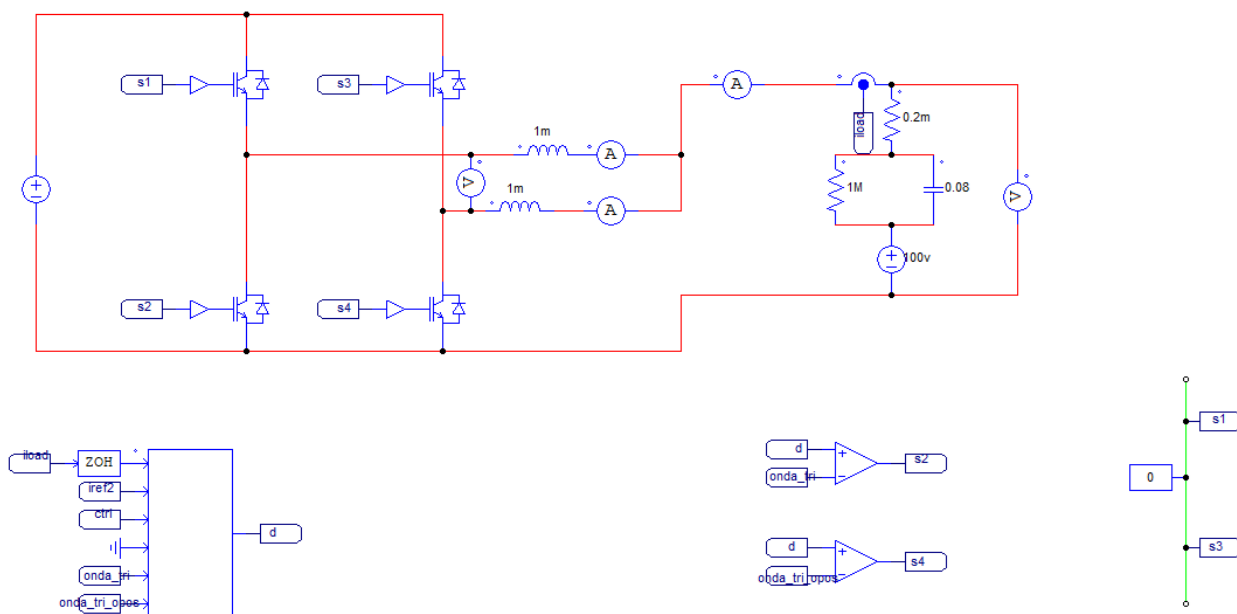 s1
s3
A
iload
0.2m
1m
A
V
1M
0.08
V
1m
A
100v
s2
s4
iload
ZOH
iref2
ctrl
d
onda_tri
onda_tri_opos
d
onda_tri
s2
d
onda_tri_opos
s4
s1
0
s3